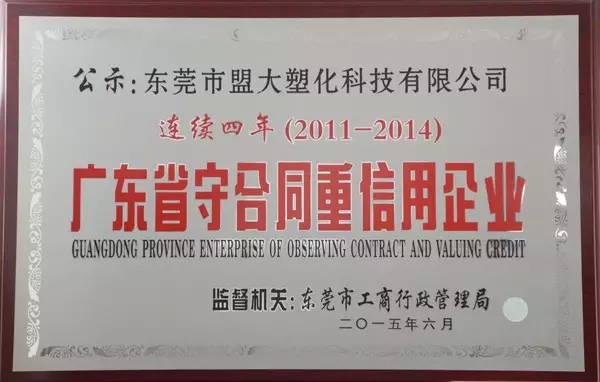 公示:东莞市盟大塑化科技有限公司
连续四年(2011-2014)
广东省守合同重信用企业
GUANGDONG PROVINCE ENTERPRISE OF OBSERVING CONTRACT AND VALUING CREDIT
监督机关:东莞市工商行政管理局
二〇一五年六月